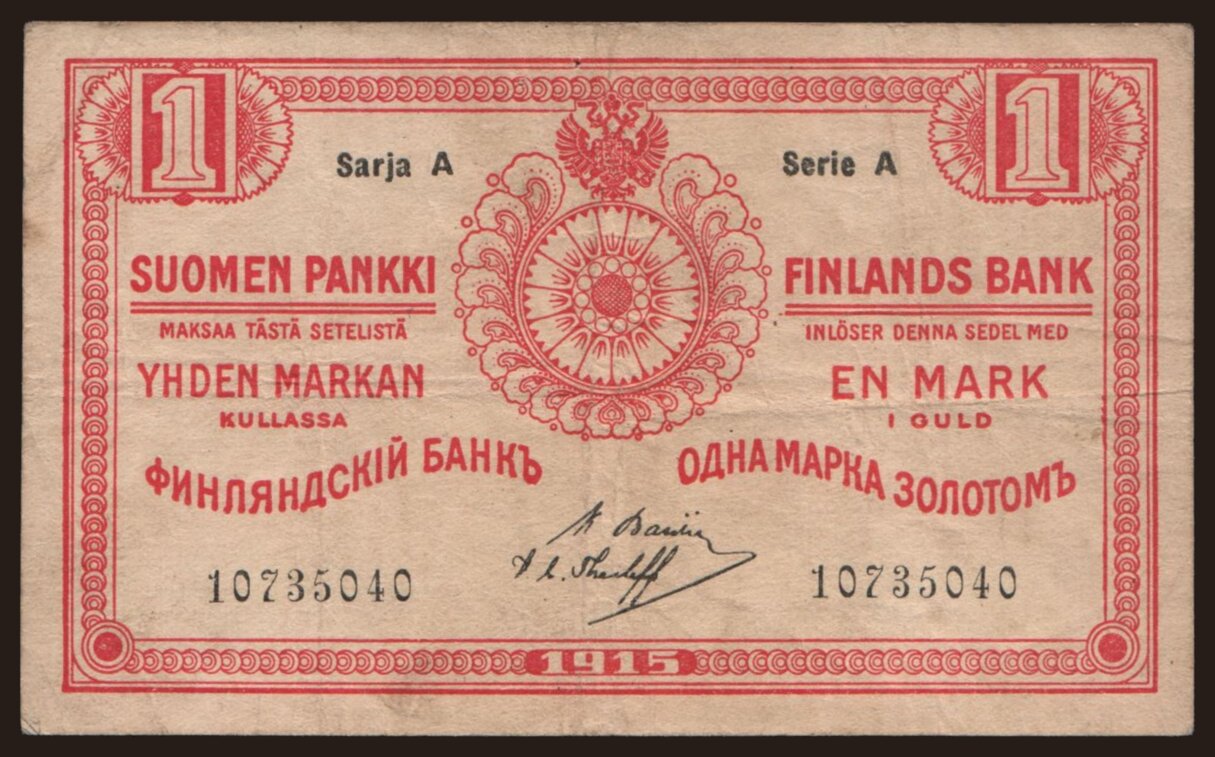 1 1
Sarja A Serie A
SUOMEN PANKKI
MAKSAA TÄSTÄ SETELISTÄ
YHDEN MARKAN
KULLASSA
FINLANDS BANK
INLÖSER DENNA SEDEL MED
EN MARK
I GULD
ФИНЛЯНДСКІЙ БАНКЪ
ОДНА МАРКА ЗОЛОТОМЪ
10735040 10735040
1915